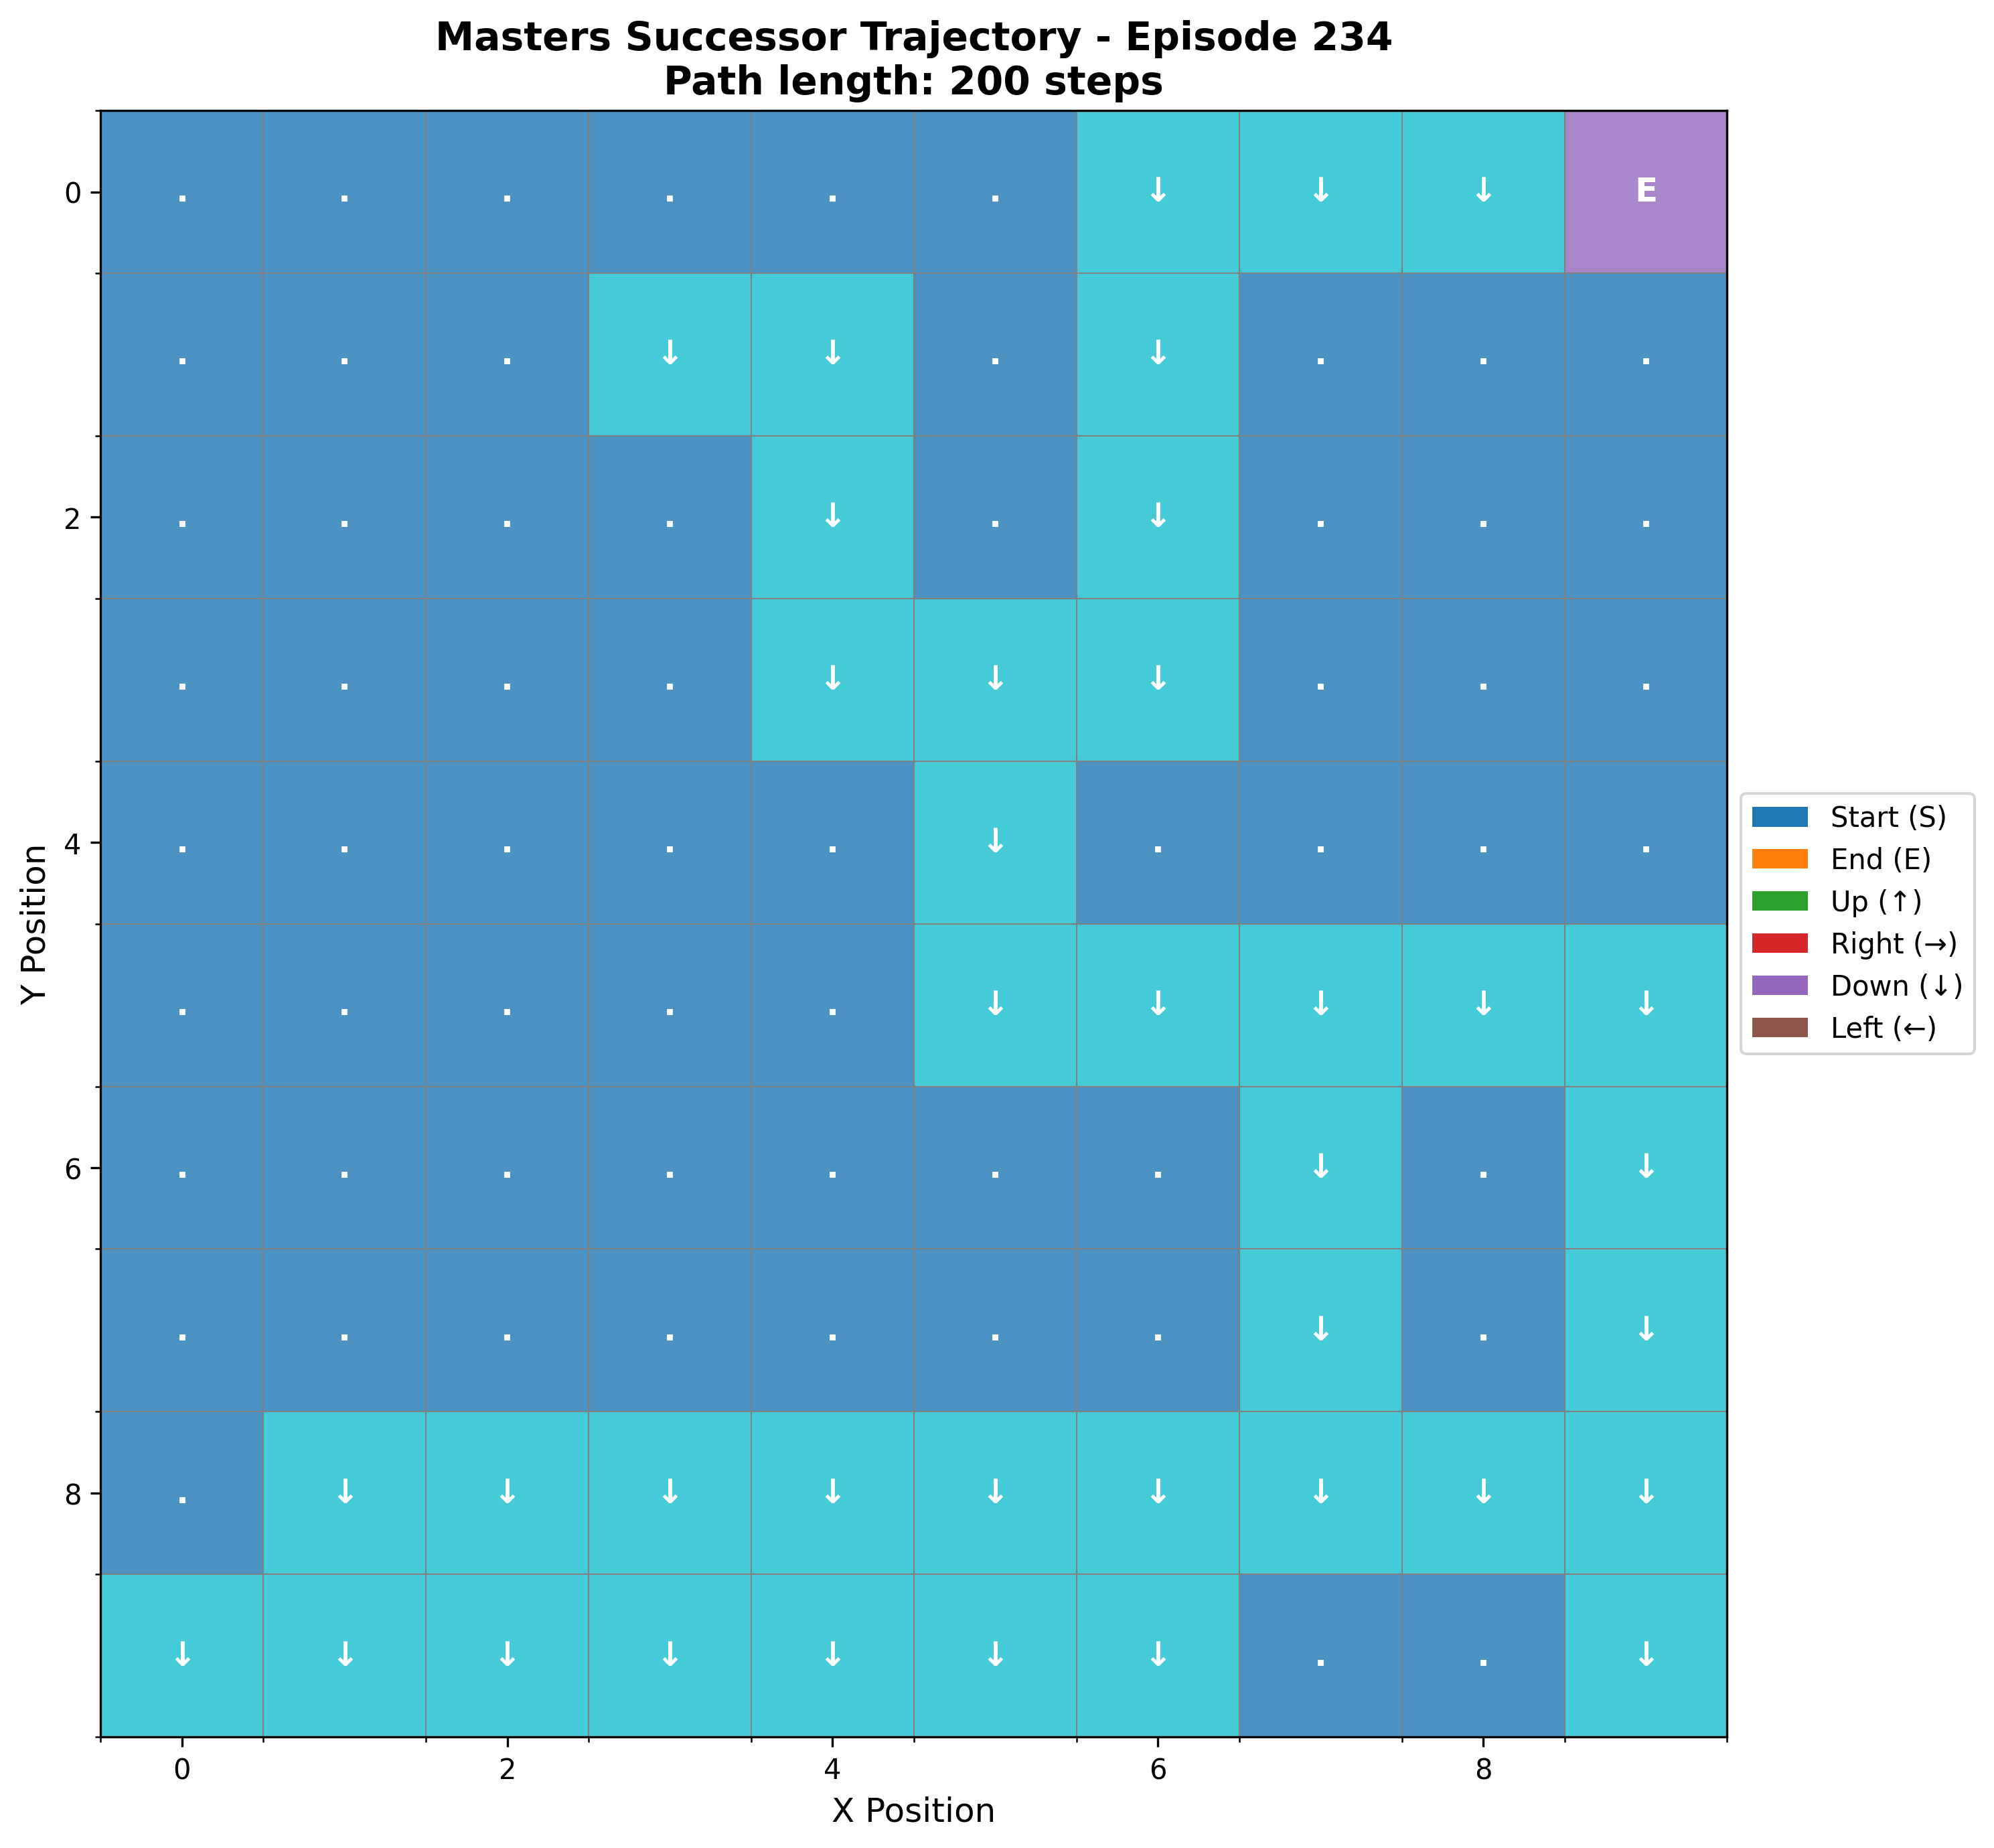 Masters Successor Trajectory - Episode 234
Path length: 200 steps
0 . . . . . . ↓ ↓ ↓ E
. . . ↓ ↓ . ↓ . . .
2 . . . . ↓ . ↓ . . .
. . . . ↓ ↓ ↓ . . .
4 . . . . . ↓ . . . .
. . . . . ↓ ↓ ↓ ↓ ↓
6 . . . . . . . ↓ . ↓
. . . . . . . ↓ . ↓
8 . ↓ ↓ ↓ ↓ ↓ ↓ ↓ ↓ ↓
↓ ↓ ↓ ↓ ↓ ↓ ↓ . . ↓
0 2 4 6 8
X Position
Y Position
Start (S)
End (E)
Up (↑)
Right (→)
Down (↓)
Left (←)